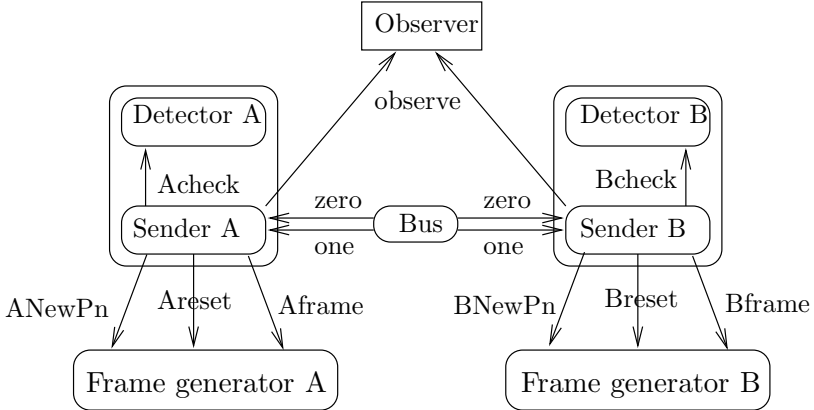 Observer
Detector A
Detector B
observe
Acheck
Bcheck
zero
zero
Sender A
Bus
Sender B
one
one
ANewPn
Areset
Aframe
BNewPn
Breset
Bframe
Frame generator A
Frame generator B